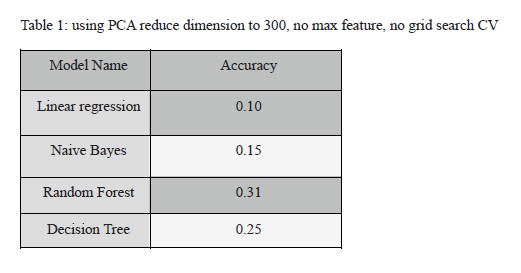 Table 1: using PCA reduce dimension to 300, no max feature, no grid search CV
Model Name Accuracy
Linear regression 0.10
Naive Bayes 0.15
Random Forest 0.31
Decision Tree 0.25